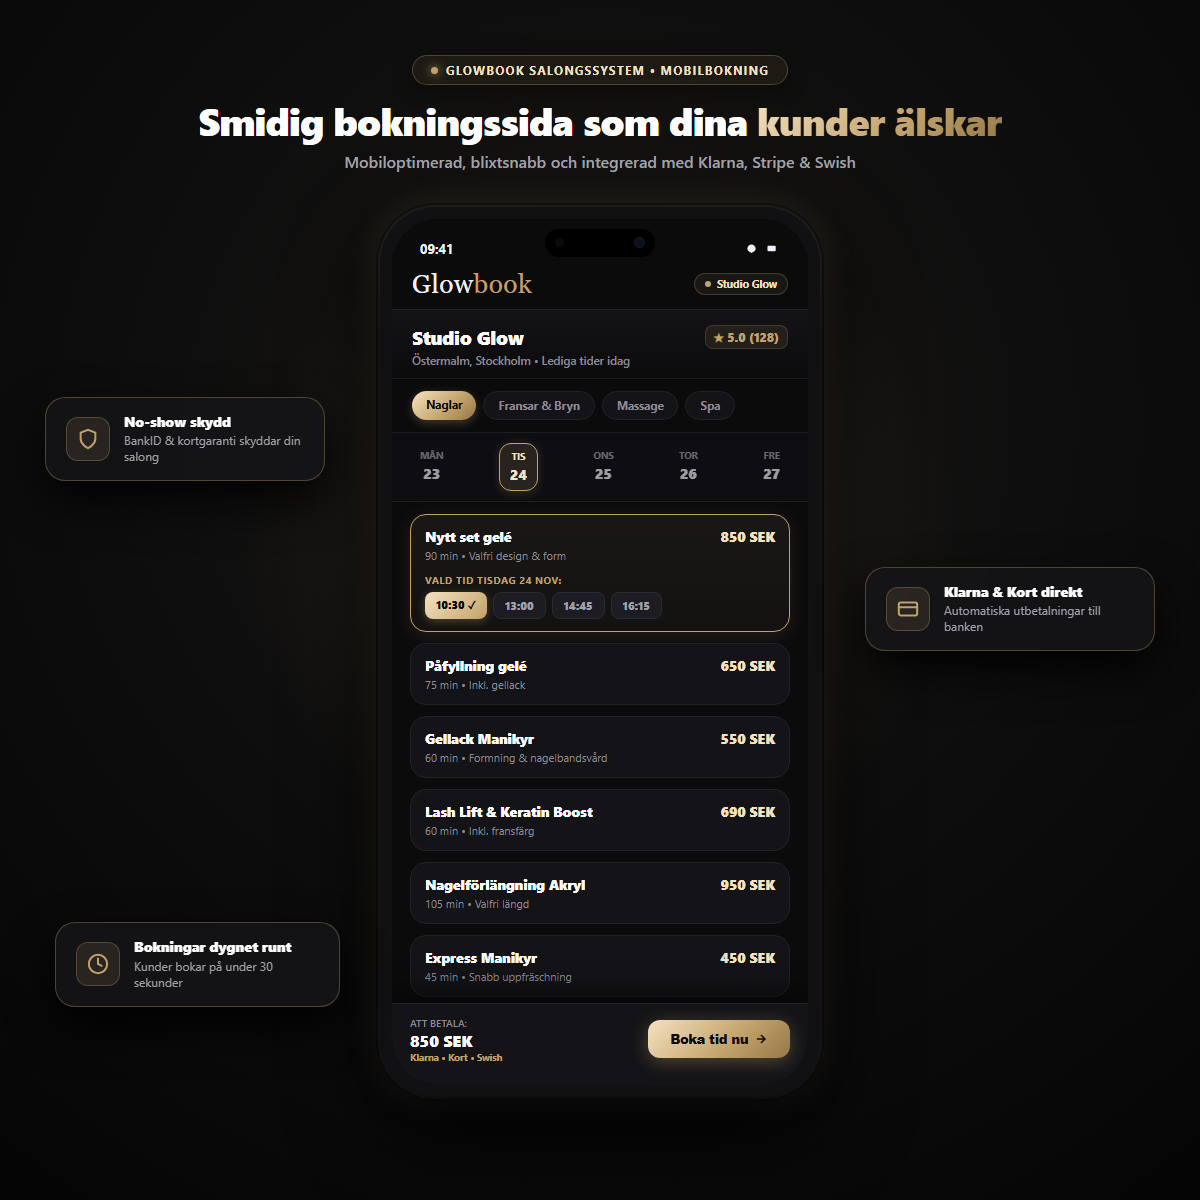 GLOWBOOK SALONGSSYSTEM • MOBILBOKNING
Smidig bokningssida som dina kunder älskar
Mobiloptimerad, blixtsnabb och integrerad med Klarna, Stripe & Swish
09:41
Glowbook
Studio Glow
Studio Glow
★ 5.0 (128)
Östermalm, Stockholm • Lediga tider idag
Naglar
Fransar & Bryn
Massage
Spa
MÅN
23
TIS
24
ONS
25
TOR
26
FRE
27
Nytt set gelé
850 SEK
90 min • Valfri design & form
VALD TID TISDAG 24 NOV:
10:30 ✓
13:00
14:45
16:15
Påfyllning gelé
650 SEK
75 min • Inkl. gellack
Gellack Manikyr
550 SEK
60 min • Formning & nagelbandsvård
Lash Lift & Keratin Boost
690 SEK
60 min • Inkl. fransfärg
Nagelförlängning Akryl
950 SEK
105 min • Valfri längd
Express Manikyr
450 SEK
45 min • Snabb uppfräschning
ATT BETALA:
850 SEK
Klarna • Kort • Swish
Boka tid nu →
No-show skydd
BankID & kortgaranti skyddar din
salong
Klarna & Kort direkt
Automatiska utbetalningar till
banken
Bokningar dygnet runt
Kunder bokar på under 30
sekunder